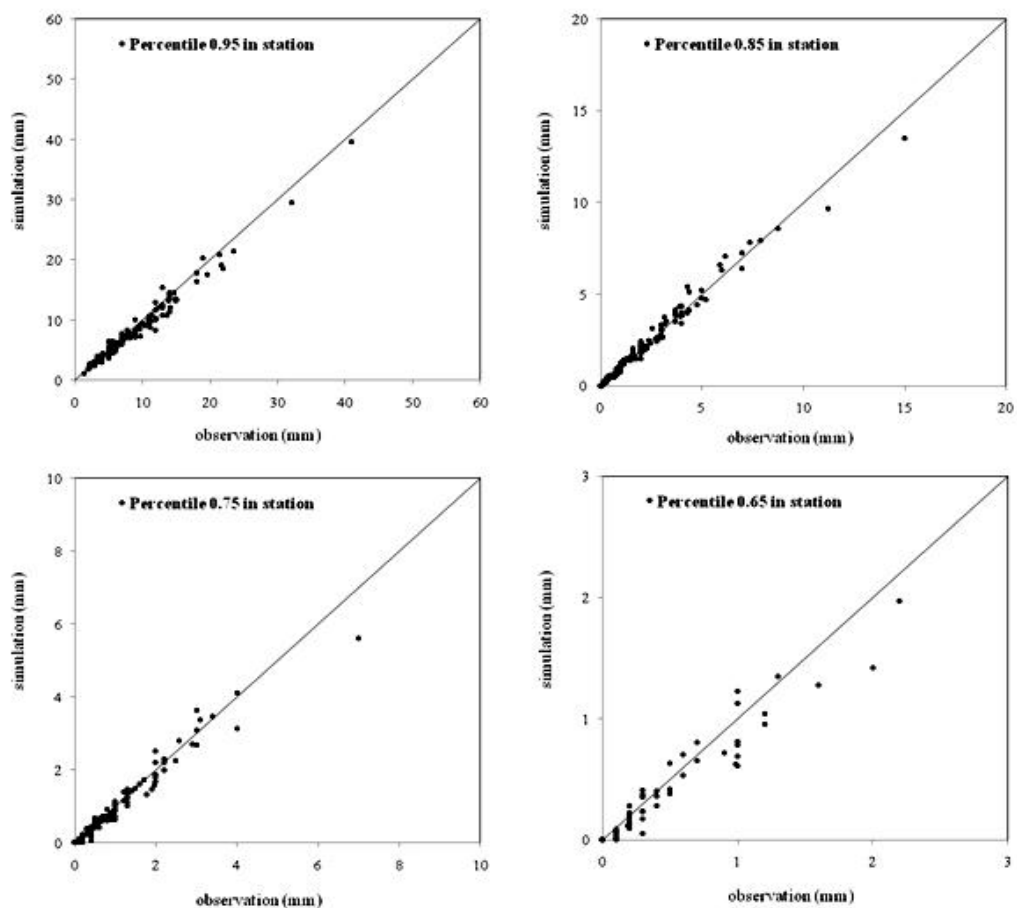 60
50
40
30
20
10
0
simulation (mm)
Percentile 0.95 in station
0 10 20 30 40 50 60
observation (mm)
20
15
10
5
0
simulation (mm)
Percentile 0.85 in station
0 5 10 15 20
observation (mm)
10
8
6
4
2
0
simulation (mm)
Percentile 0.75 in station
0 2 4 6 8 10
observation (mm)
3
2
1
0
simulation (mm)
Percentile 0.65 in station
0 1 2 3
observation (mm)